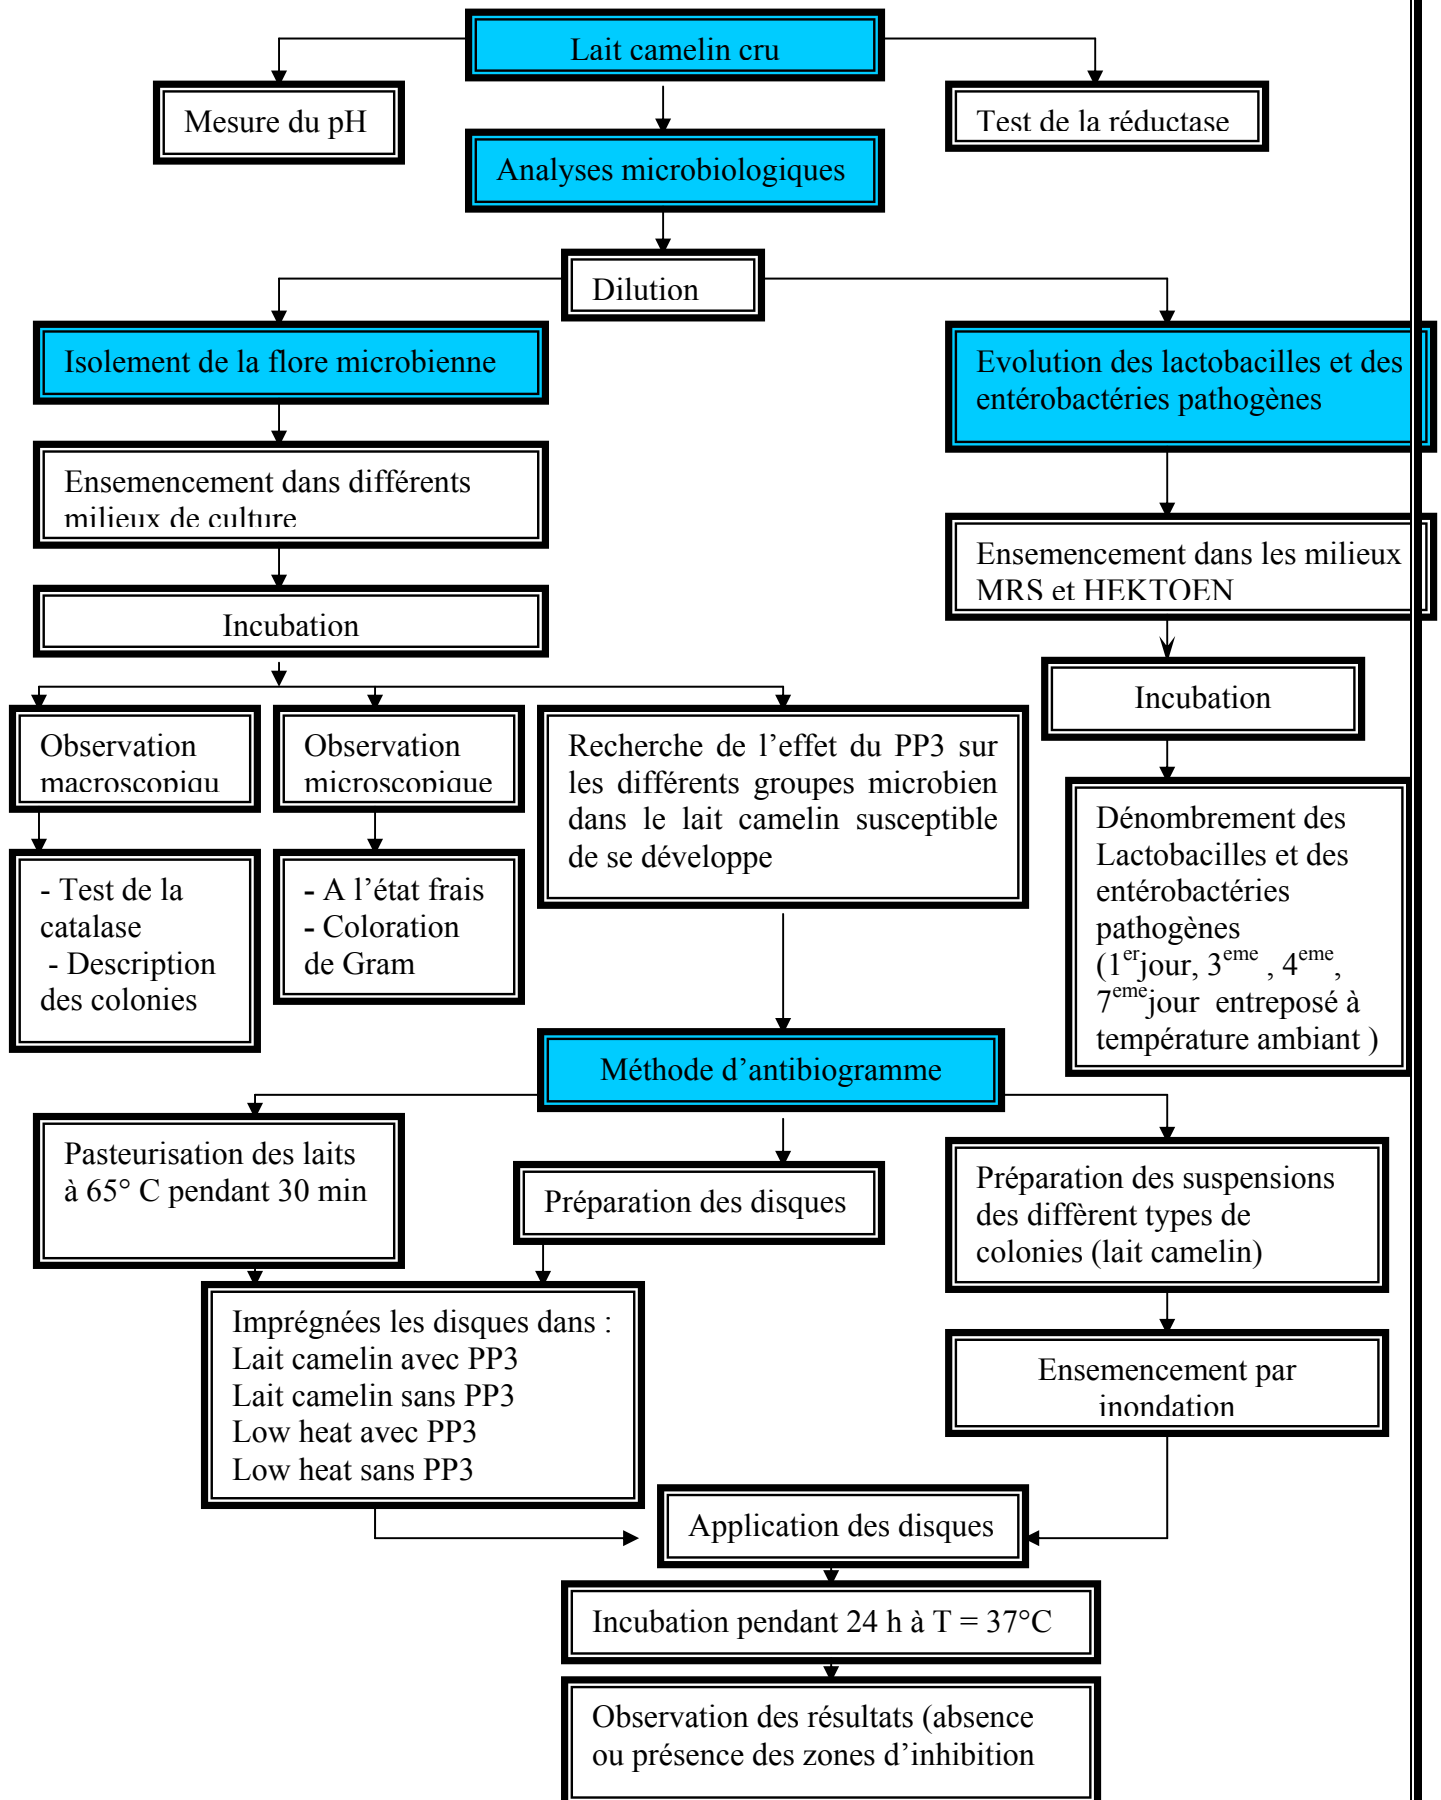 Lait camelin cru
Mesure du pH
Test de la réductase
Analyses microbiologiques
Dilution
Isolement de la flore microbienne
Evolution des lactobacilles et des
entérobactéries pathogènes
Ensemencement dans différents
milieux de culture
Ensemencement dans les milieux
MRS et HEKTOEN
Incubation
Incubation
Observation
macroscopiqu
Observation
microscopique
Recherche de l’effet du PP3 sur
les différents groupes microbien
dans le lait camelin susceptible
de se développe
Dénombrement des
Lactobacilles et des
entérobactéries
pathogènes
(1er jour, 3eme , 4eme,
7eme jour entreposé à
température ambiant )
- Test de la
catalase
- Description
des colonies
- A l’état frais
- Coloration
de Gram
Méthode d’antibiogramme
Pasteurisation des laits
à 65° C pendant 30 min
Préparation des disques
Préparation des suspensions
des diffèrent types de
colonies (lait camelin)
Imprégnées les disques dans :
Lait camelin avec PP3
Lait camelin sans PP3
Low heat avec PP3
Low heat sans PP3
Ensemencement par
inondation
Application des disques
Incubation pendant 24 h à T = 37°C
Observation des résultats (absence
ou présence des zones d’inhibition